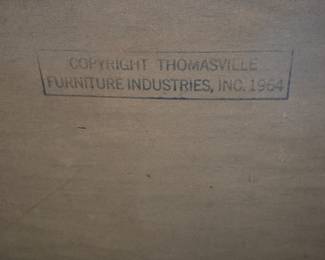 COPYRIGHT THOMASVILLE
FURNITURE INDUSTRIES, INC. 1964